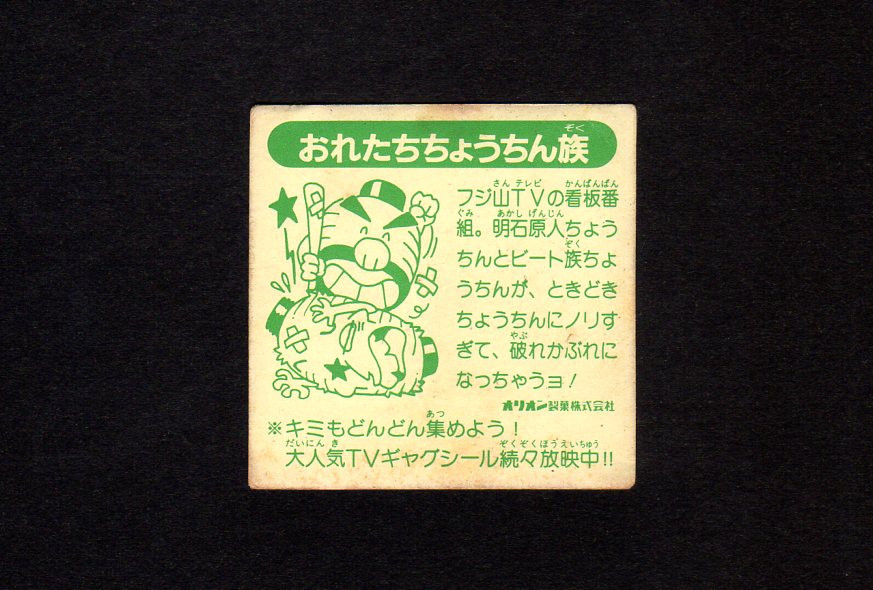 おれたちちょうちん族
フジ山TVの看板番
組。明石原人ちょう
ちんとビート族ちょ
うちんが、ときどき
ちょうちんにノリす
ぎて、破れかぶれに
なっちゃうヨ!
オリオン製菓株式会社
※キミもどんどん集めよう!
大人気TVギャグシール続々放映中!!